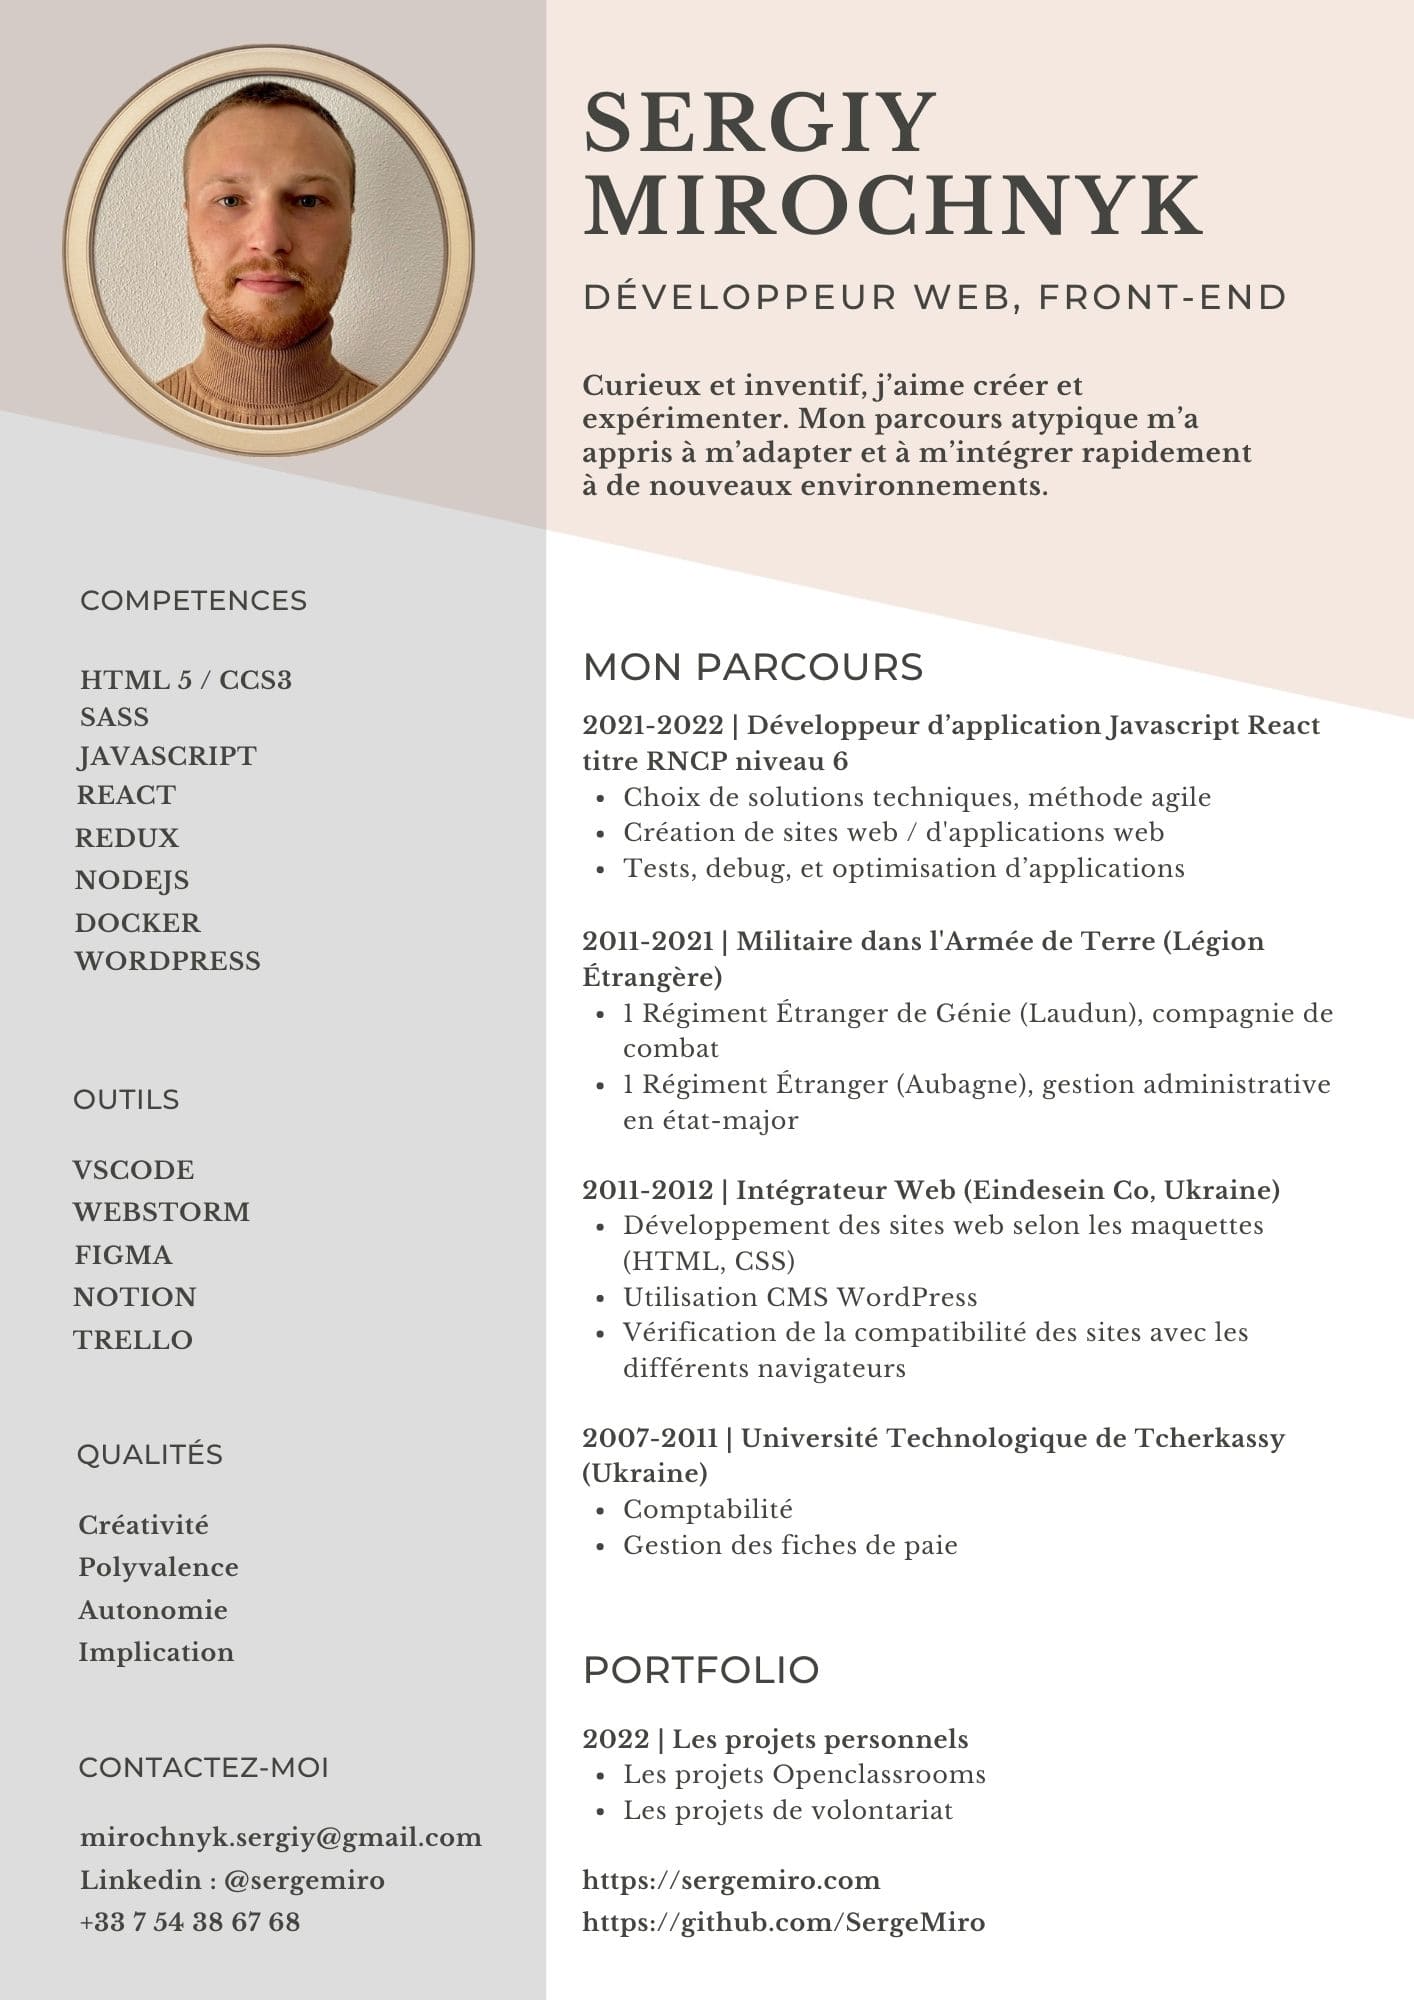 SERGIY
MIROCHNYK
DÉVELOPPEUR WEB, FRONT-END
Curieux et inventif, j’aime créer et
expérimenter. Mon parcours atypique m’a
appris à m’adapter et à m’intégrer rapidement
à de nouveaux environnements.
COMPETENCES
HTML 5 / CCS3
SASS
JAVASCRIPT
REACT
REDUX
NODEJS
DOCKER
WORDPRESS
OUTILS
VSCODE
WEBSTORM
FIGMA
NOTION
TRELLO
QUALITÉS
Créativité
Polyvalence
Autonomie
Implication
CONTACTEZ-MOI
mirochnyk.sergiy@gmail.com
Linkedin : @sergemiro
+33 7 54 38 67 68
MON PARCOURS
2021-2022 | Développeur d’application Javascript React
titre RNCP niveau 6
• Choix de solutions techniques, méthode agile
• Création de sites web / d'applications web
• Tests, debug, et optimisation d’applications
2011-2021 | Militaire dans l'Armée de Terre (Légion
Étrangère)
• 1 Régiment Étranger de Génie (Laudun), compagnie de
combat
• 1 Régiment Étranger (Aubagne), gestion administrative
en état-major
2011-2012 | Intégrateur Web (Eindesein Co, Ukraine)
• Développement des sites web selon les maquettes
(HTML, CSS)
• Utilisation CMS WordPress
• Vérification de la compatibilité des sites avec les
différents navigateurs
2007-2011 | Université Technologique de Tcherkassy
(Ukraine)
• Comptabilité
• Gestion des fiches de paie
PORTFOLIO
2022 | Les projets personnels
• Les projets Openclassrooms
• Les projets de volontariat
https://sergemiro.com
https://github.com/SergeMiro